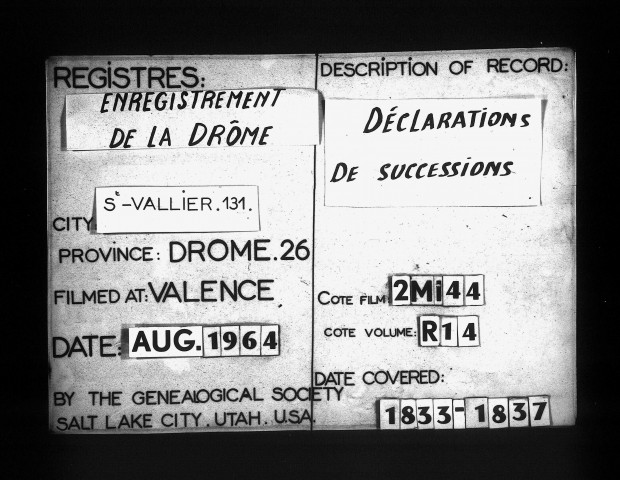 REGISTRES:
ENREGISTREMENT
DE LA DRÔME
CITY:
St-VALLIER.131.
PROVINCE: DROME.26
FILMED AT: VALENCE.
DATE: AUG. 1964
BY THE GENEALOGICAL SOCIETY
SALT LAKE CITY. UTAH. U.S.A.
DESCRIPTION OF RECORD:
DÉCLARATIONS
DE SUCCESSIONS
COTE FILM: 2Mi44
COTE VOLUME: R14
DATE COVERED:
1833-1837